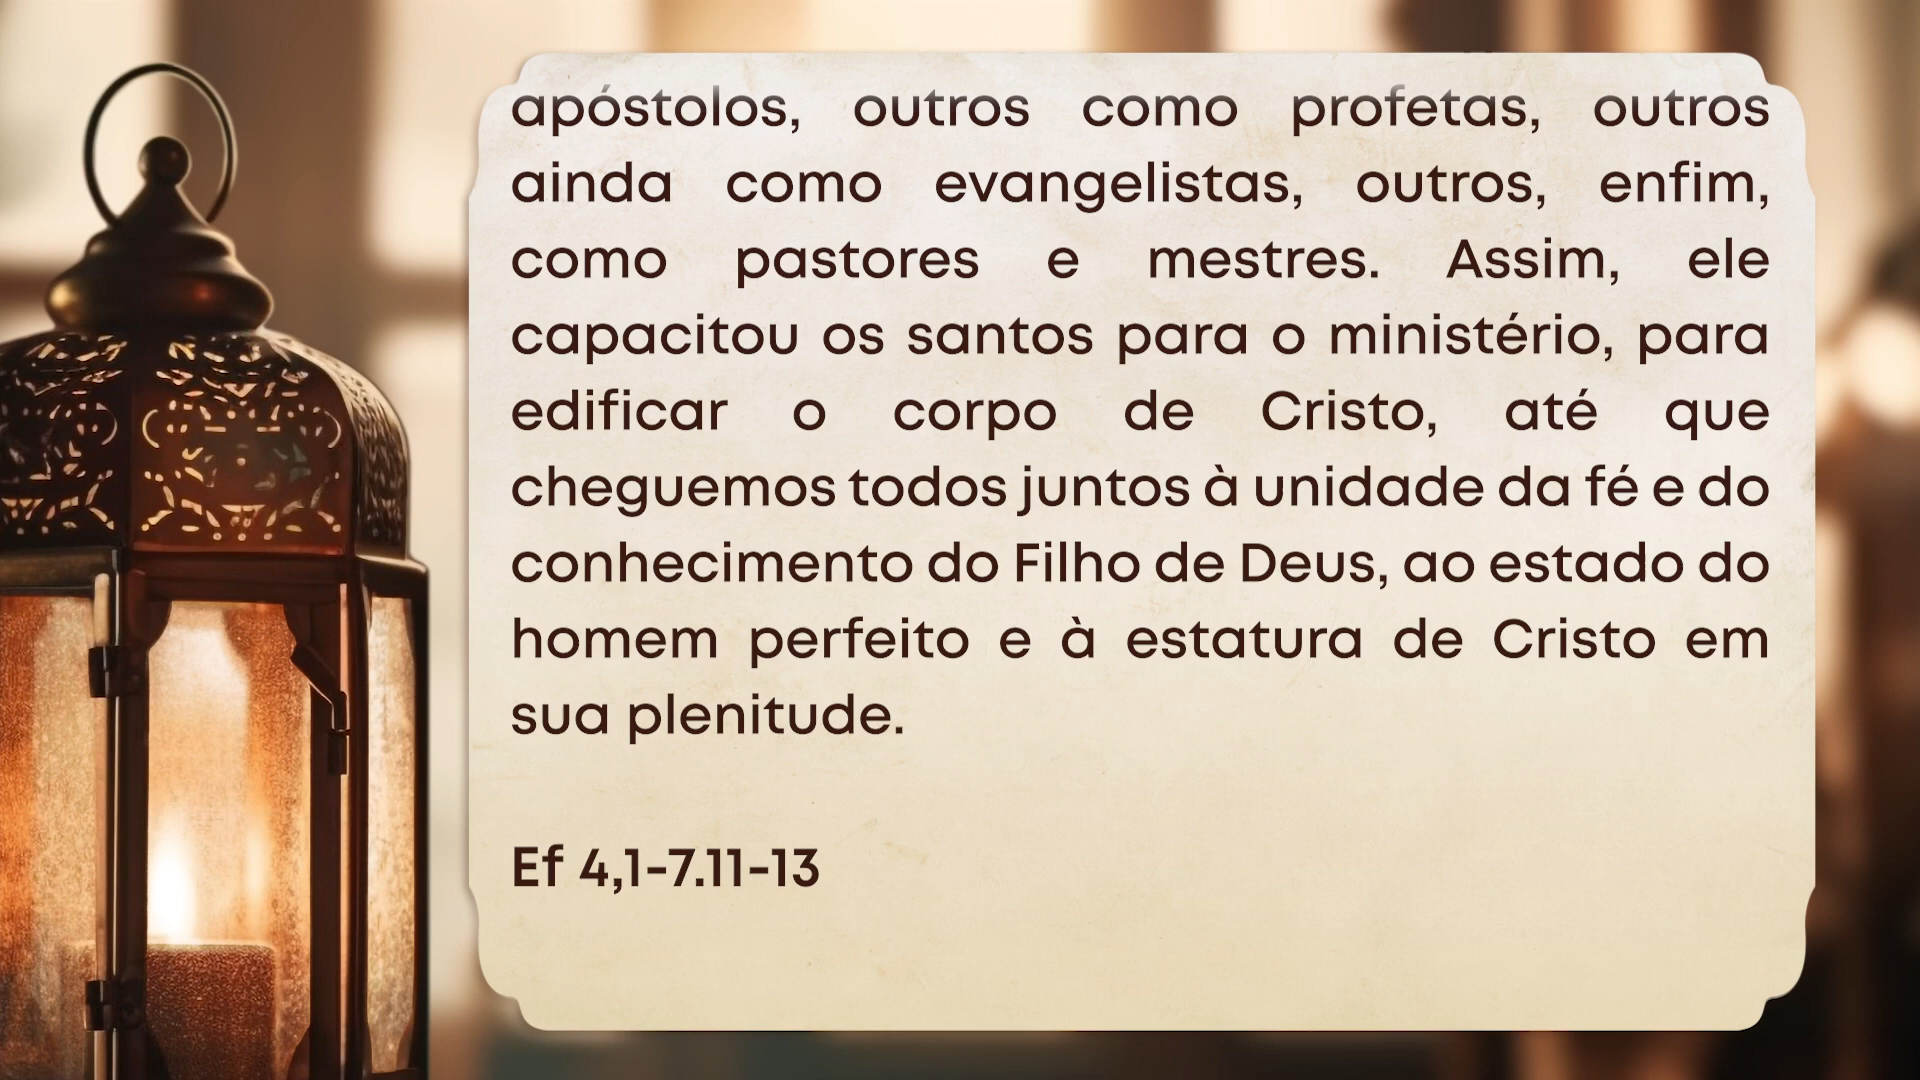 apóstolos, outros como profetas, outros
ainda como evangelistas, outros, enfim,
como pastores e mestres. Assim, ele
capacitou os santos para o ministério, para
edificar o corpo de Cristo, até que
cheguemos todos juntos à unidade da fé e do
conhecimento do Filho de Deus, ao estado do
homem perfeito e à estatura de Cristo em
sua plenitude.
Ef 4,1-7.11-13